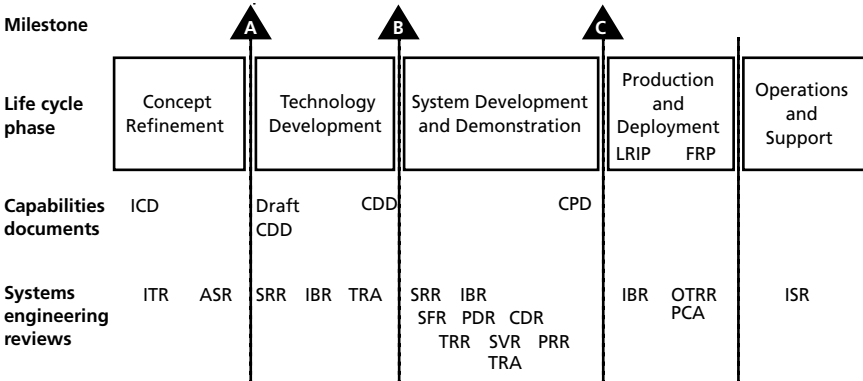 Milestone
A
B
C
Life cycle
phase
Concept
Refinement
Technology
Development
System Development
and Demonstration
Production
and
Deployment
LRIP FRP
Operations
and
Support
Capabilities
documents
ICD
Draft
CDD
CDD
CPD
Systems
engineering
reviews
ITR ASR
SRR IBR TRA
SRR IBR
SFR PDR CDR
TRR SVR PRR
TRA
IBR OTRR
PCA
ISR